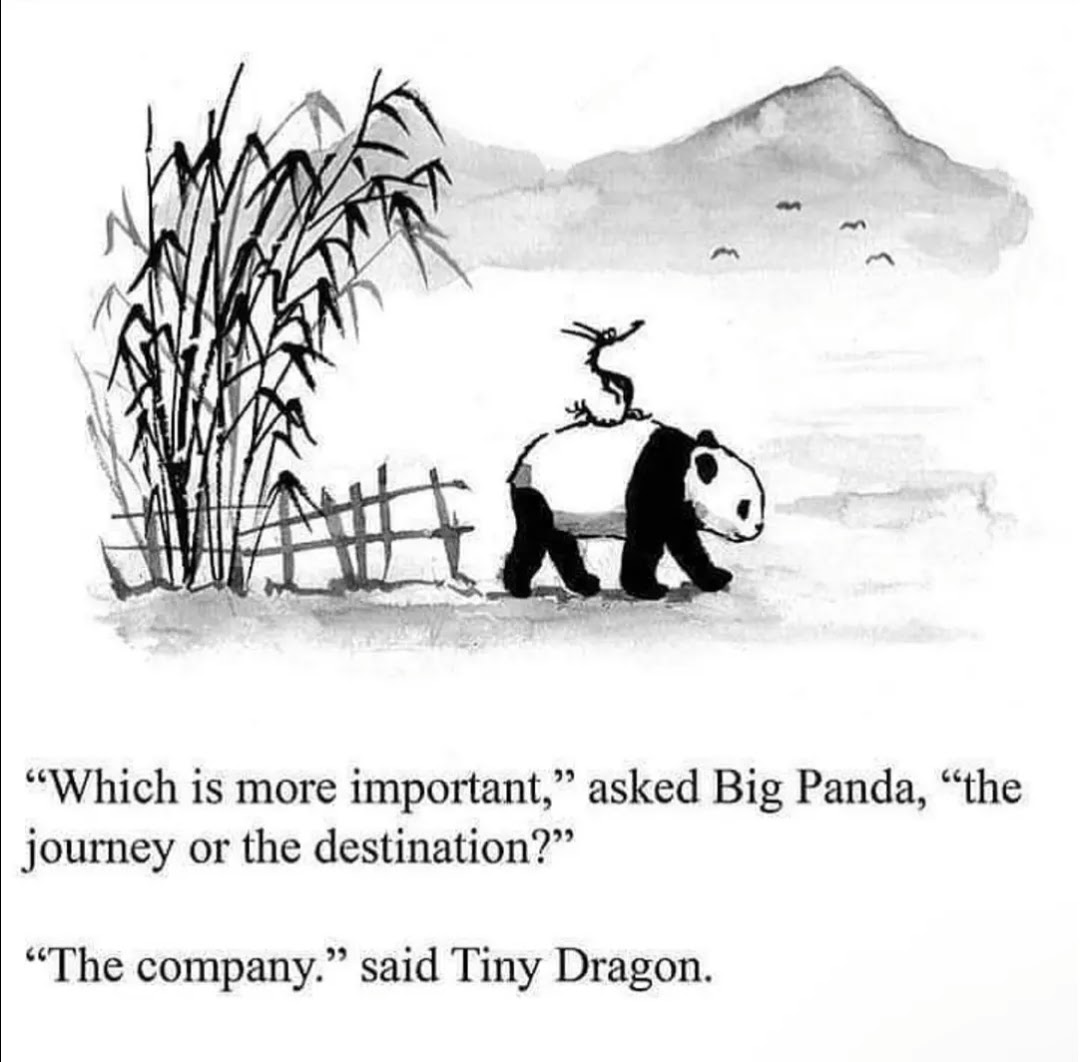 “Which is more important,” asked Big Panda, “the
journey or the destination?”
“The company.” said Tiny Dragon.